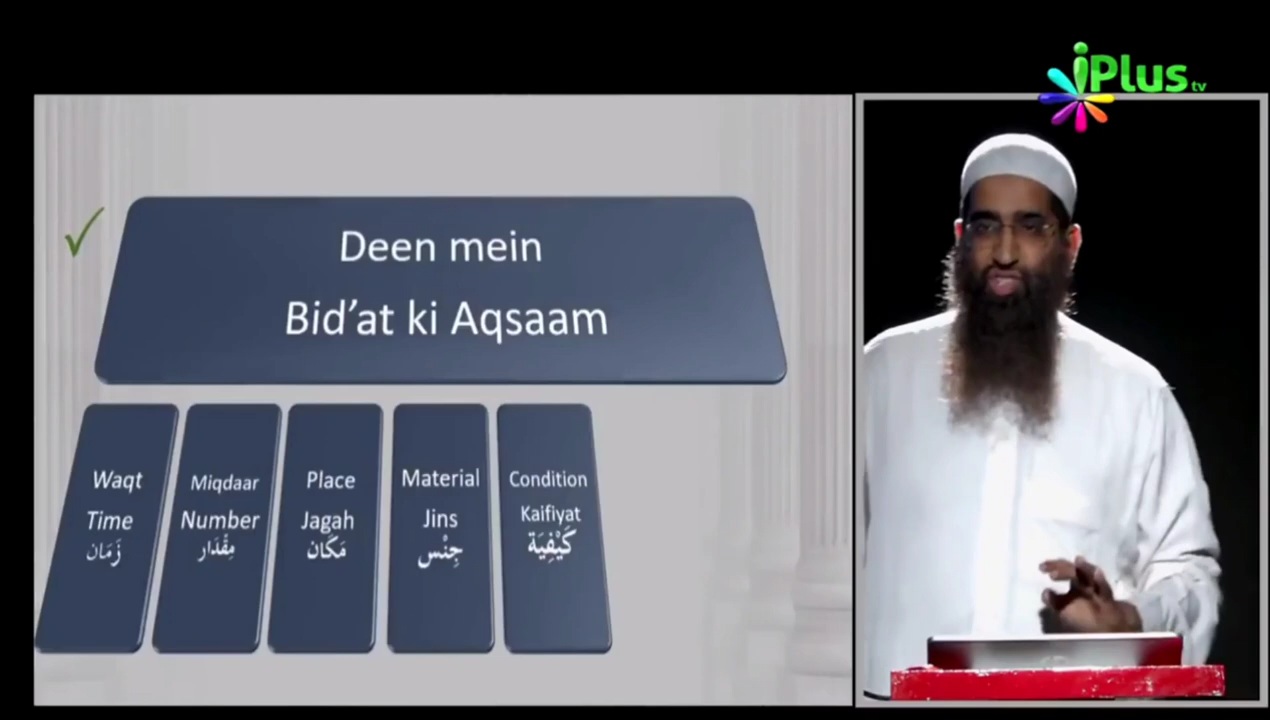 iPlus tv
Deen mein
Bid'at ki Aqsaam
Waqt
Time
زَمَان
Miqdaar
Number
مِقْدَار
Place
Jagah
مَكَان
Material
Jins
جِنْس
Condition
Kaifiyat
كَيْفِيَة